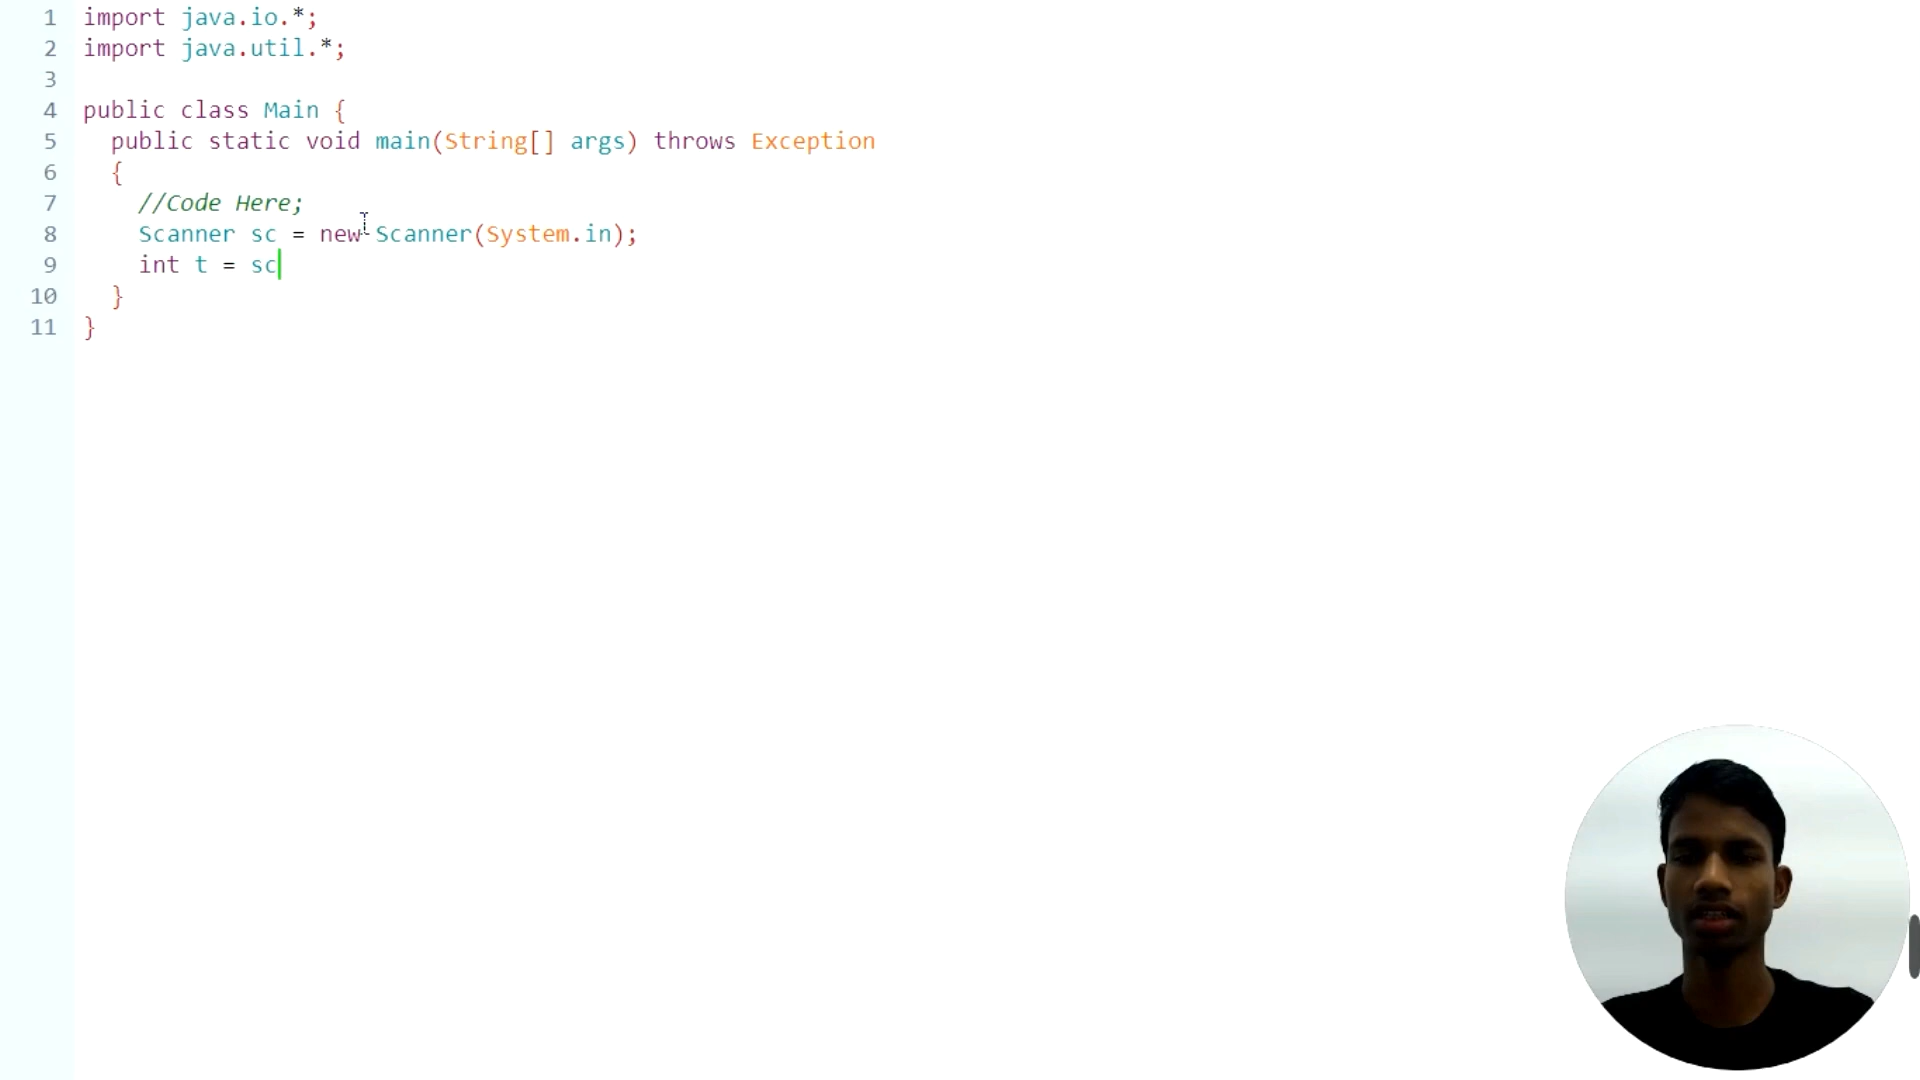 1 import java.io.*;
2 import java.util.*;
3
4 public class Main {
5 public static void main(String[] args) throws Exception
6 {
7 //Code Here;
8 Scanner sc = new Scanner(System.in);
9 int t = sc
10 }
11 }